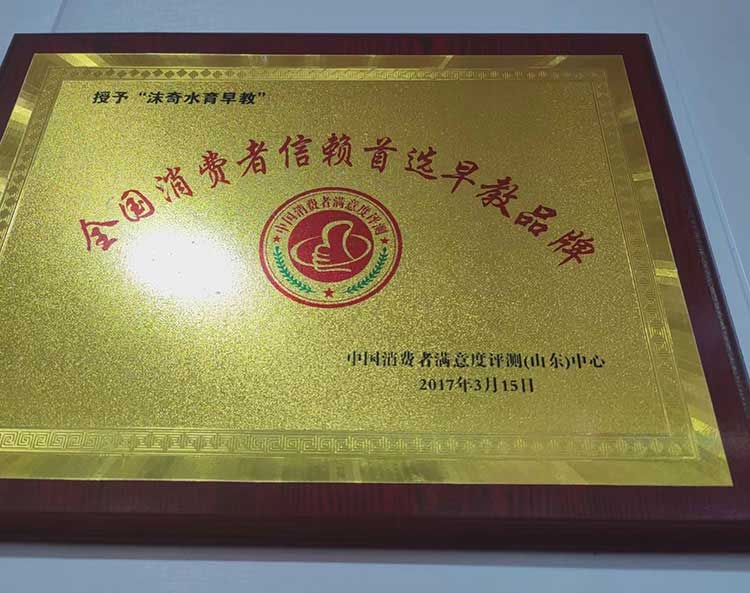 授予“沫奇水育早教”
全国消费者信赖首选早教品牌
中国消费者满意度评测
中国消费者满意度评测(山东)中心
2017年3月15日